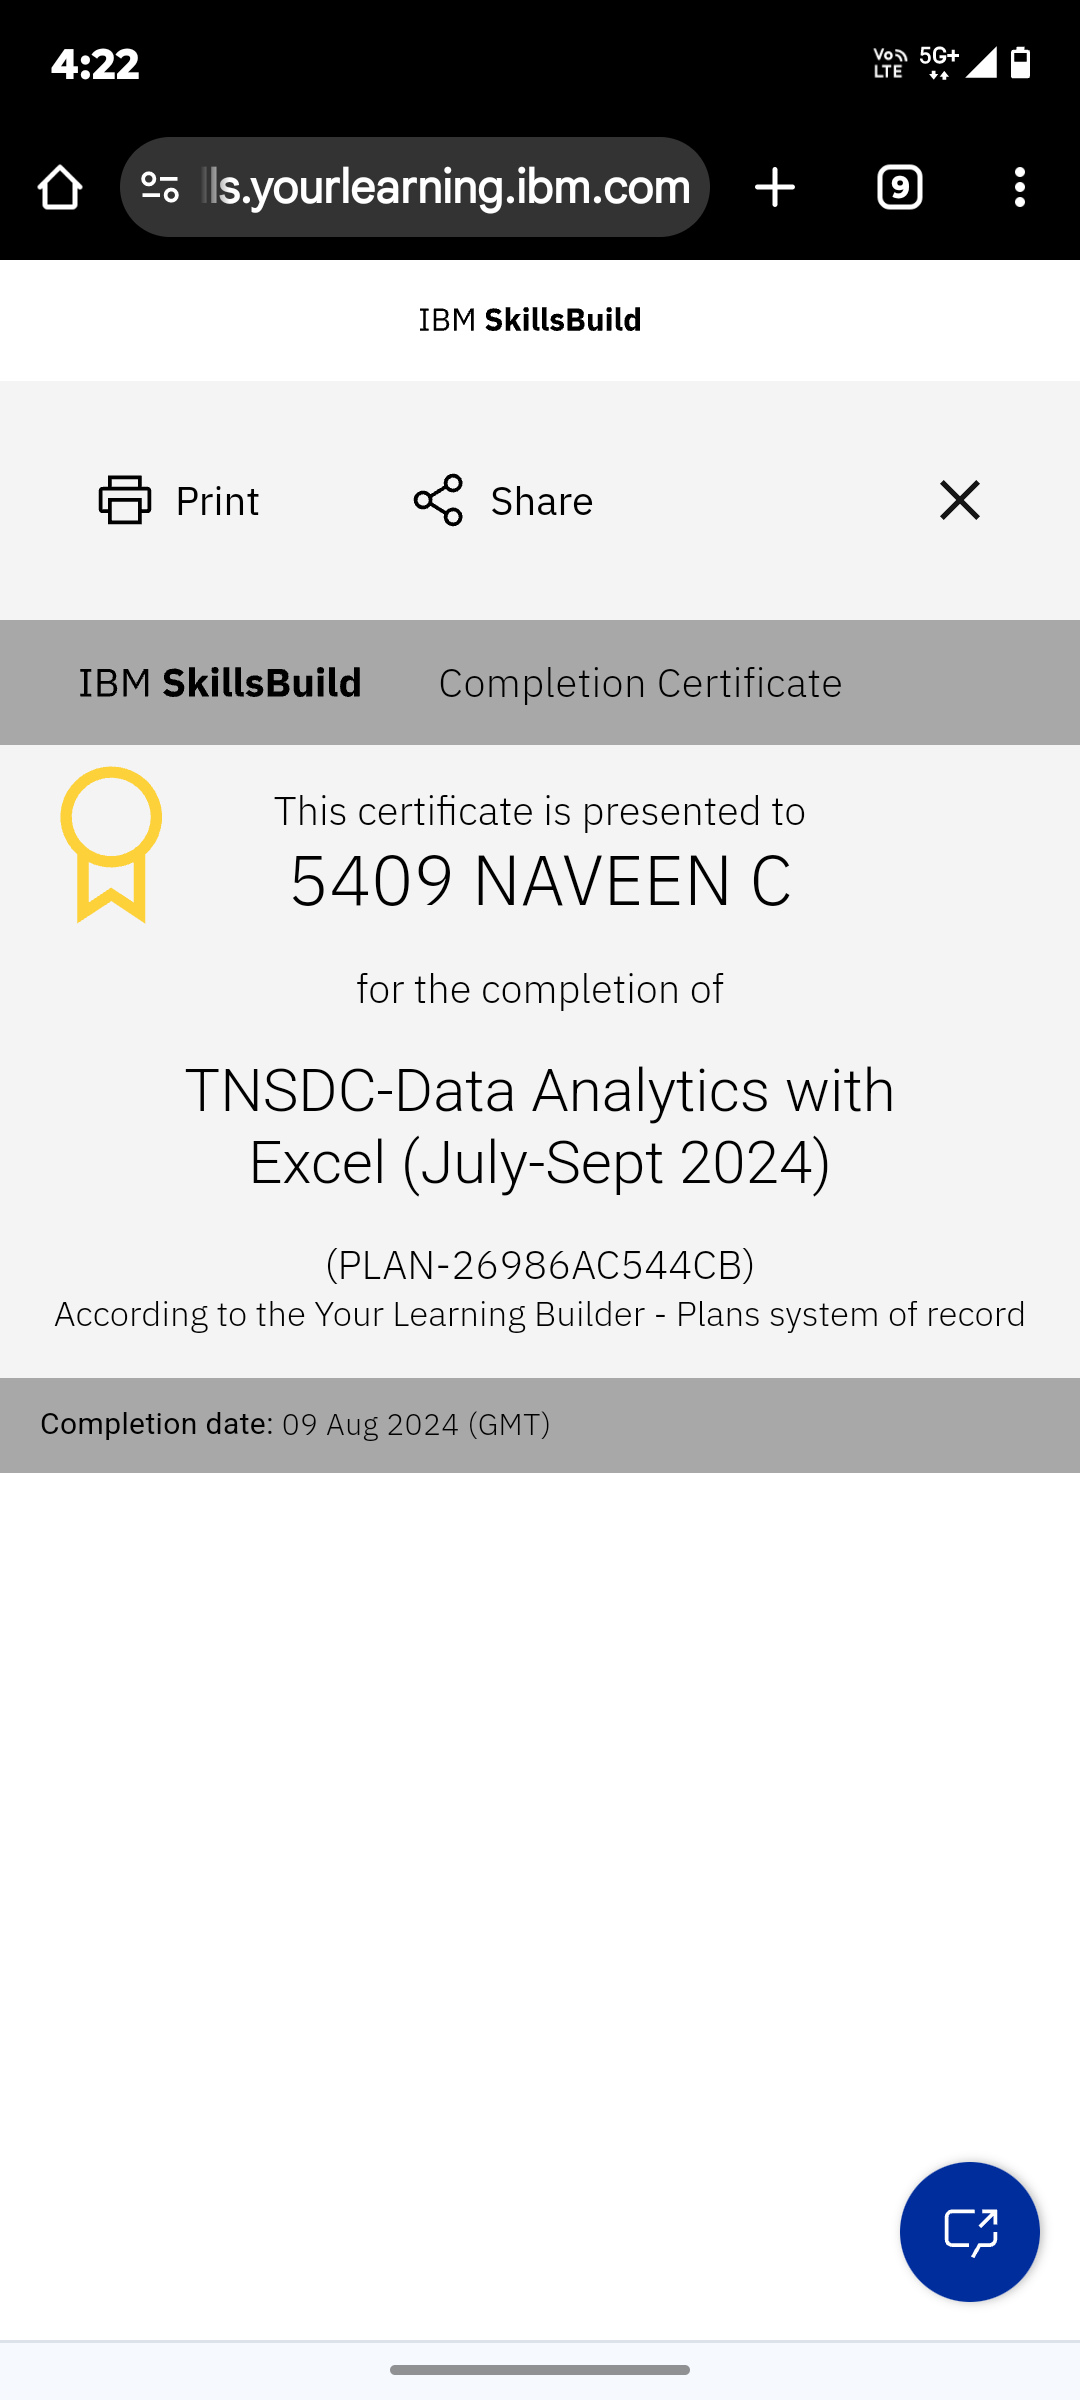 4:22
Vo LTE 5G+
ls.yourlearning.ibm.com
9
IBM SkillsBuild
Print
Share
IBM SkillsBuild Completion Certificate
This certificate is presented to
5409 NAVEEN C
for the completion of
TNSDC-Data Analytics with
Excel (July-Sept 2024)
(PLAN-26986AC544CB)
According to the Your Learning Builder - Plans system of record
Completion date: 09 Aug 2024 (GMT)